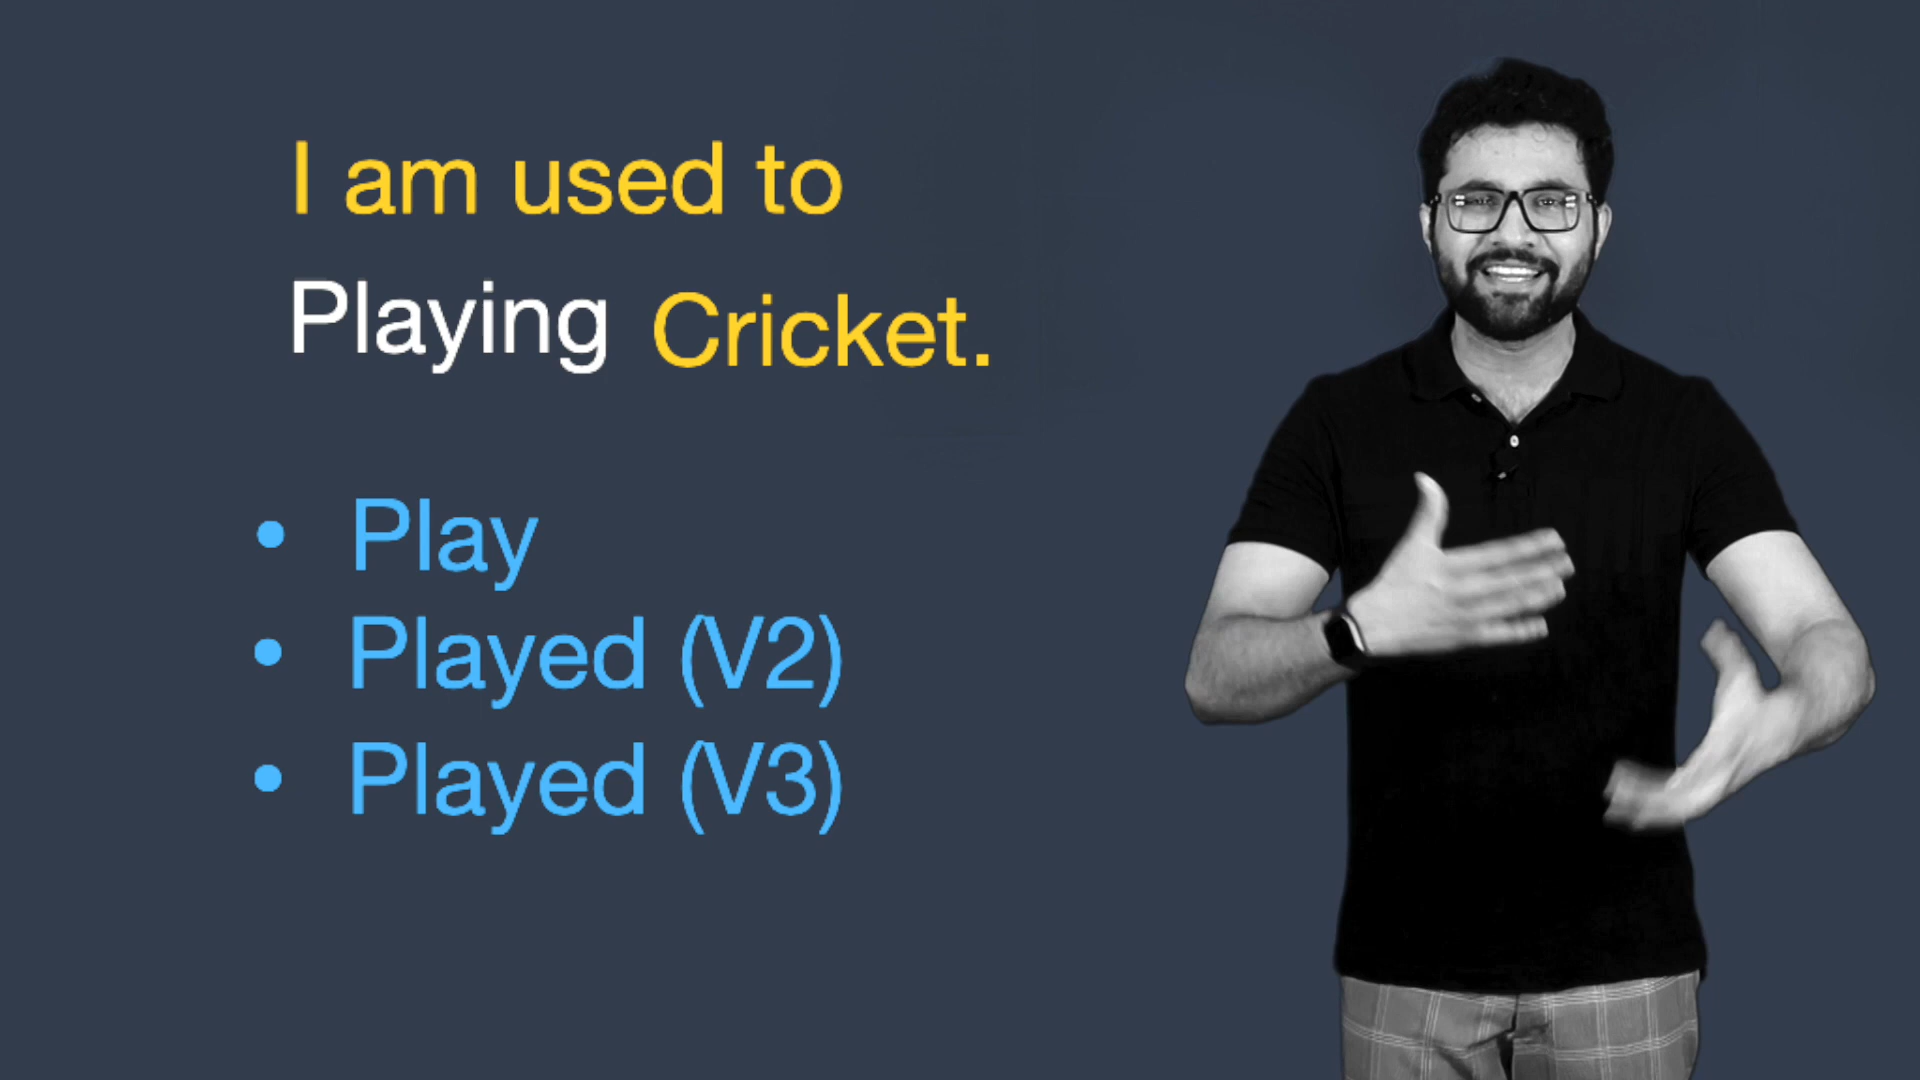 I am used to
Playing Cricket.
• Play
• Played (V2)
• Played (V3)